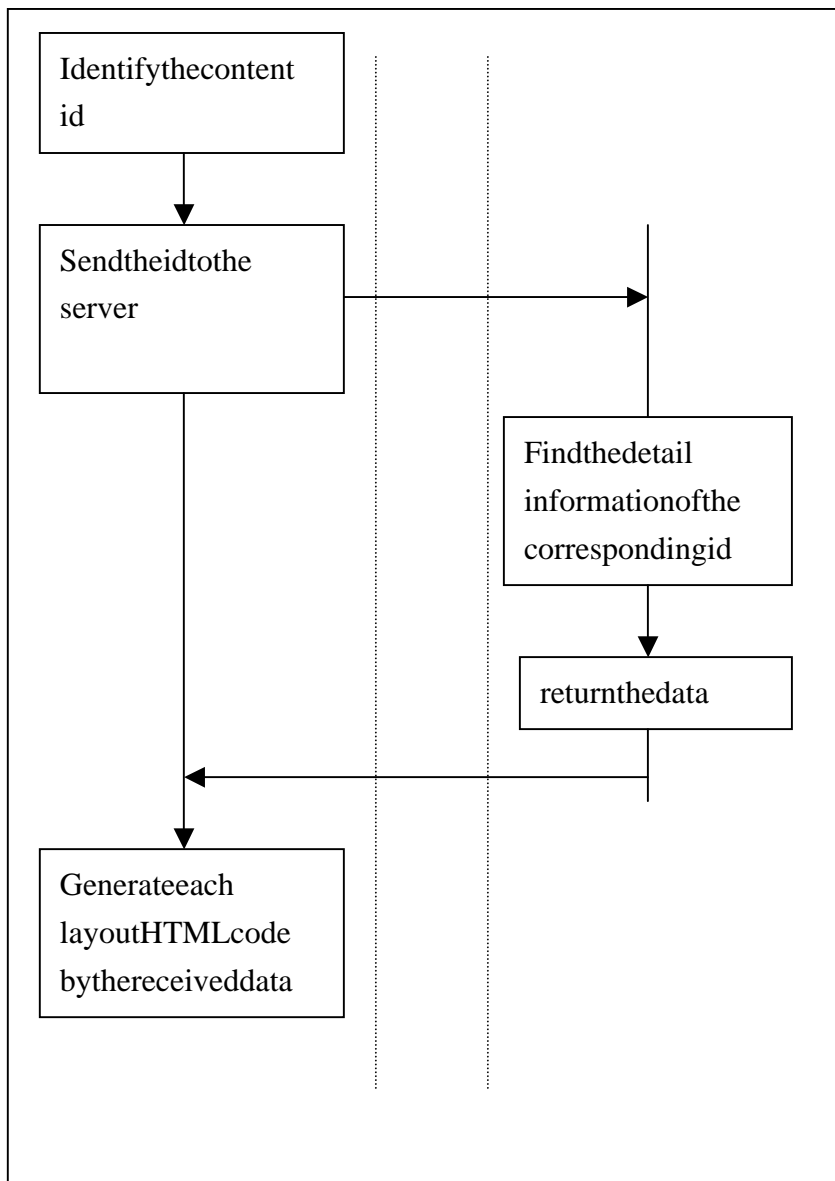 Identifythecontent
id
Sendtheidtothe
server
Findthedetail
informationofthe
correspondingid
returnthedata
Generateeach
layoutHTMLcode
bythereceiveddata